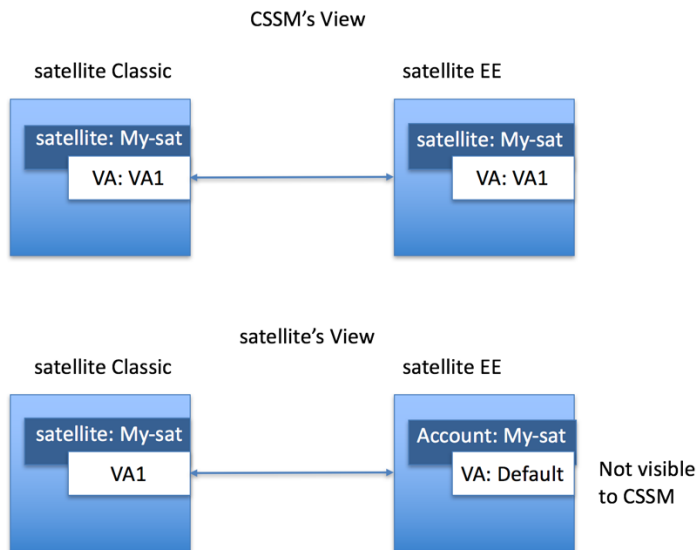 CSSM's View
satellite Classic
satellite EE
satellite: My-sat
satellite: My-sat
VA: VA1
VA: VA1
satellite's View
satellite Classic
satellite EE
satellite: My-sat
Account: My-sat
VA1
VA: Default
Not visible
to CSSM